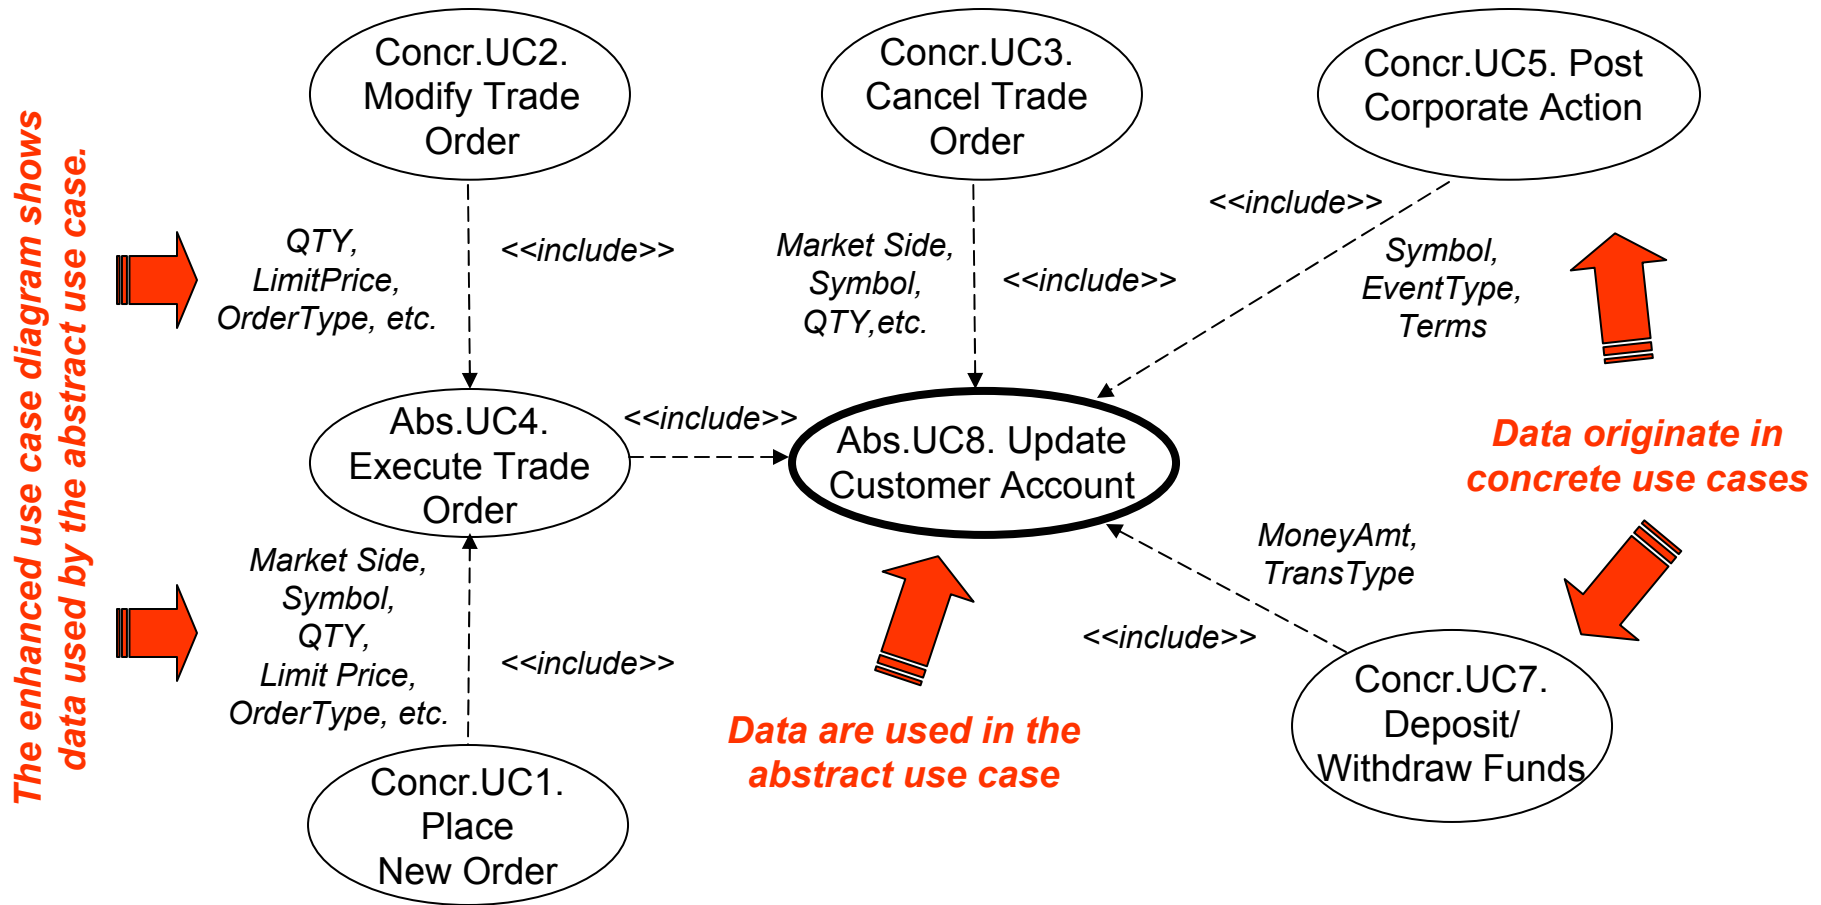 The enhanced use case diagram shows
data used by the abstract use case.
Concr.UC2.
Modify Trade
Order
Concr.UC3.
Cancel Trade
Order
Concr.UC5. Post
Corporate Action
QTY,
LimitPrice,
OrderType, etc.
<<include>>
Market Side,
Symbol,
QTY,etc.
<<include>>
<<include>>
Symbol,
EventType,
Terms
Abs.UC4.
Execute Trade
Order
<<include>>
Abs.UC8. Update
Customer Account
Data originate in
concrete use cases
Market Side,
Symbol,
QTY,
Limit Price,
OrderType, etc.
<<include>>
MoneyAmt,
TransType
<<include>>
Data are used in the
abstract use case
Concr.UC1.
Place
New Order
Concr.UC7.
Deposit/
Withdraw Funds